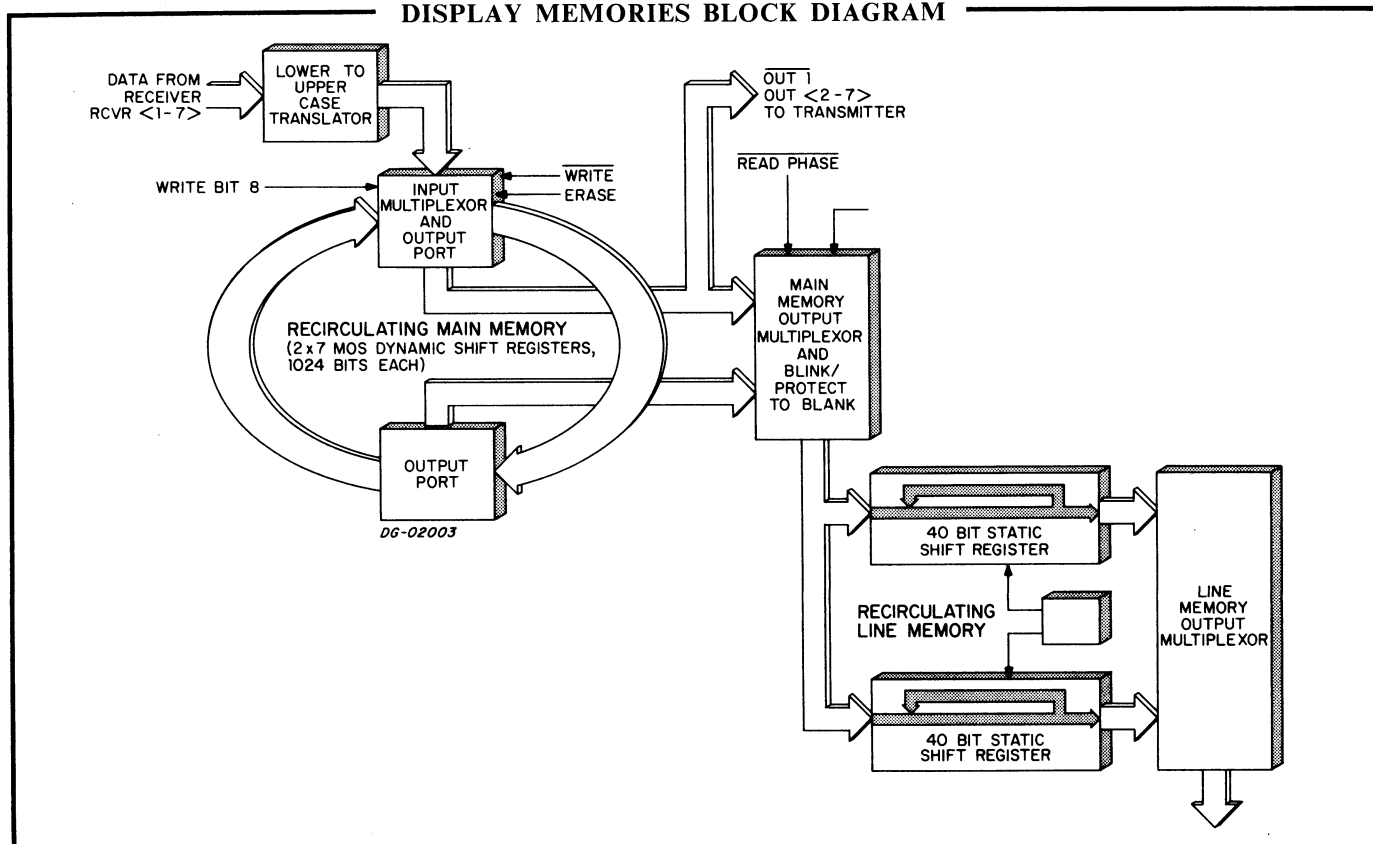 DISPLAY MEMORIES BLOCK DIAGRAM
DATA FROM
RECEIVER
RCVR <1-7>
LOWER TO
UPPER
CASE
TRANSLATOR
OUT 1
OUT <2-7>
TO TRANSMITTER
READ PHASE
WRITE BIT 8
WRITE
ERASE
INPUT
MULTIPLEXOR
AND
OUTPUT
PORT
RECIRCULATING MAIN MEMORY
(2x7 MOS DYNAMIC SHIFT REGISTERS,
1024 BITS EACH)
MAIN
MEMORY
OUTPUT
MULTIPLEXOR
AND
BLINK/
PROTECT
TO BLANK
OUTPUT
PORT
DG-02003
40 BIT STATIC
SHIFT REGISTER
RECIRCULATING
LINE MEMORY
LINE
MEMORY
OUTPUT
MULTIPLEXOR
40 BIT STATIC
SHIFT REGISTER